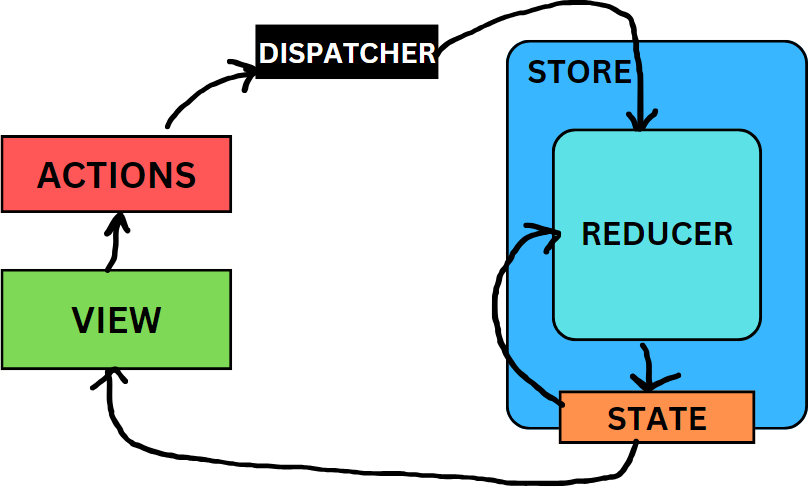 DISPATCHER
STORE
ACTIONS
REDUCER
VIEW
STATE